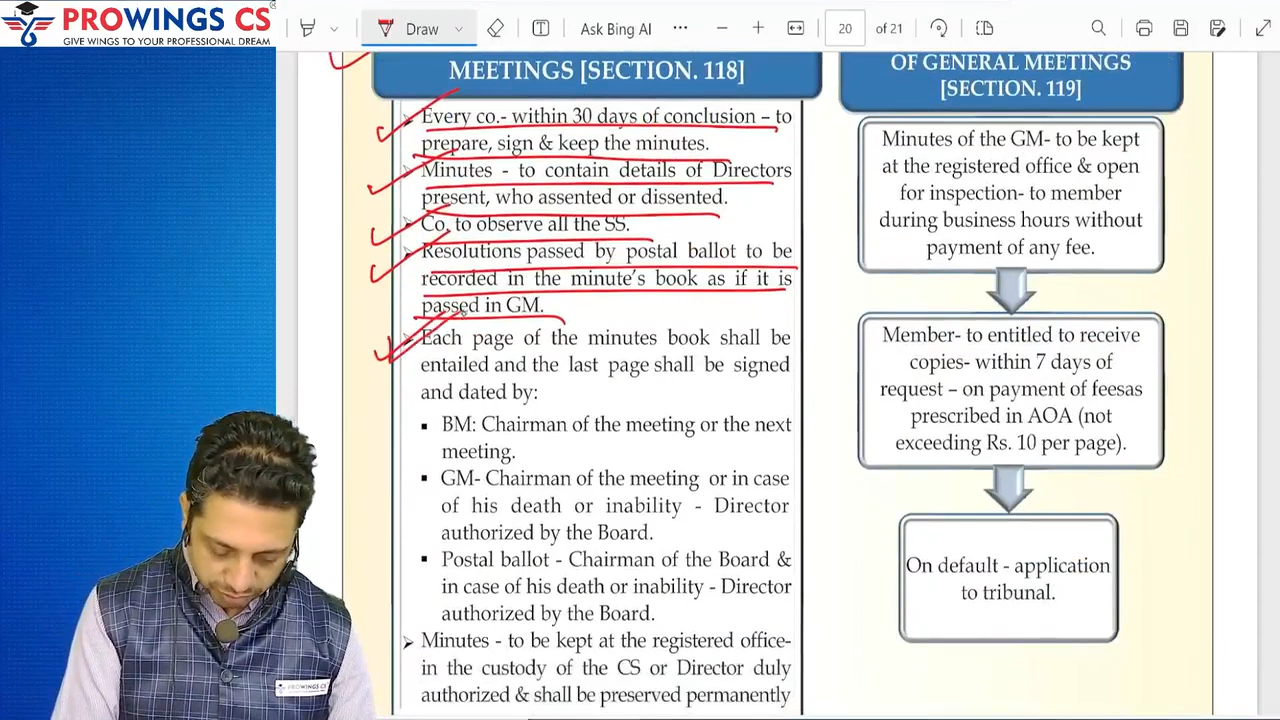 PROWINGS CS
GIVE WINGS TO YOUR PROFESSIONAL DREAM
Draw
Ask Bing AI
20
of 21
MEETINGS [SECTION. 118]
Every co.- within 30 days of conclusion – to
prepare, sign & keep the minutes.
Minutes - to contain details of Directors
present, who assented or dissented.
Co. to observe all the SS.
Resolutions passed by postal ballot to be
recorded in the minute's book as if it is
passed in GM.
Each page of the minutes book shall be
entailed and the last page shall be signed
and dated by:
BM: Chairman of the meeting or the next
meeting.
GM- Chairman of the meeting or in case
of his death or inability - Director
authorized by the Board.
Postal ballot - Chairman of the Board &
in case of his death or inability - Director
authorized by the Board.
Minutes - to be kept at the registered office-
in the custody of the CS or Director duly
authorized & shall be preserved permanently
OF GENERAL MEETINGS
[SECTION. 119]
Minutes of the GM- to be kept
at the registered office & open
for inspection- to member
during business hours without
payment of any fee.
Member- to entitled to receive
copies- within 7 days of
request – on payment of feesas
prescribed in AOA (not
exceeding Rs. 10 per page).
On default - application
to tribunal.
PROWINGS CS